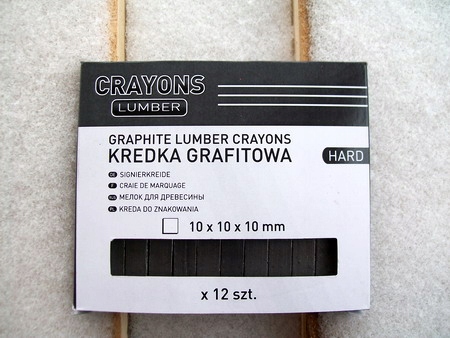 CRAYONS
LUMBER
GRAPHITE LUMBER CRAYONS
KREDKA GRAFITOWA
HARD
SIGNIERKREIDE
F CRAIE DE MARQUAGE
МЕЛОК ДЛЯ ДРЕВЕСИНЫ
PL KREDA DO ZNAKOWANIA
10 x 10 x 10 mm
x 12 szt.